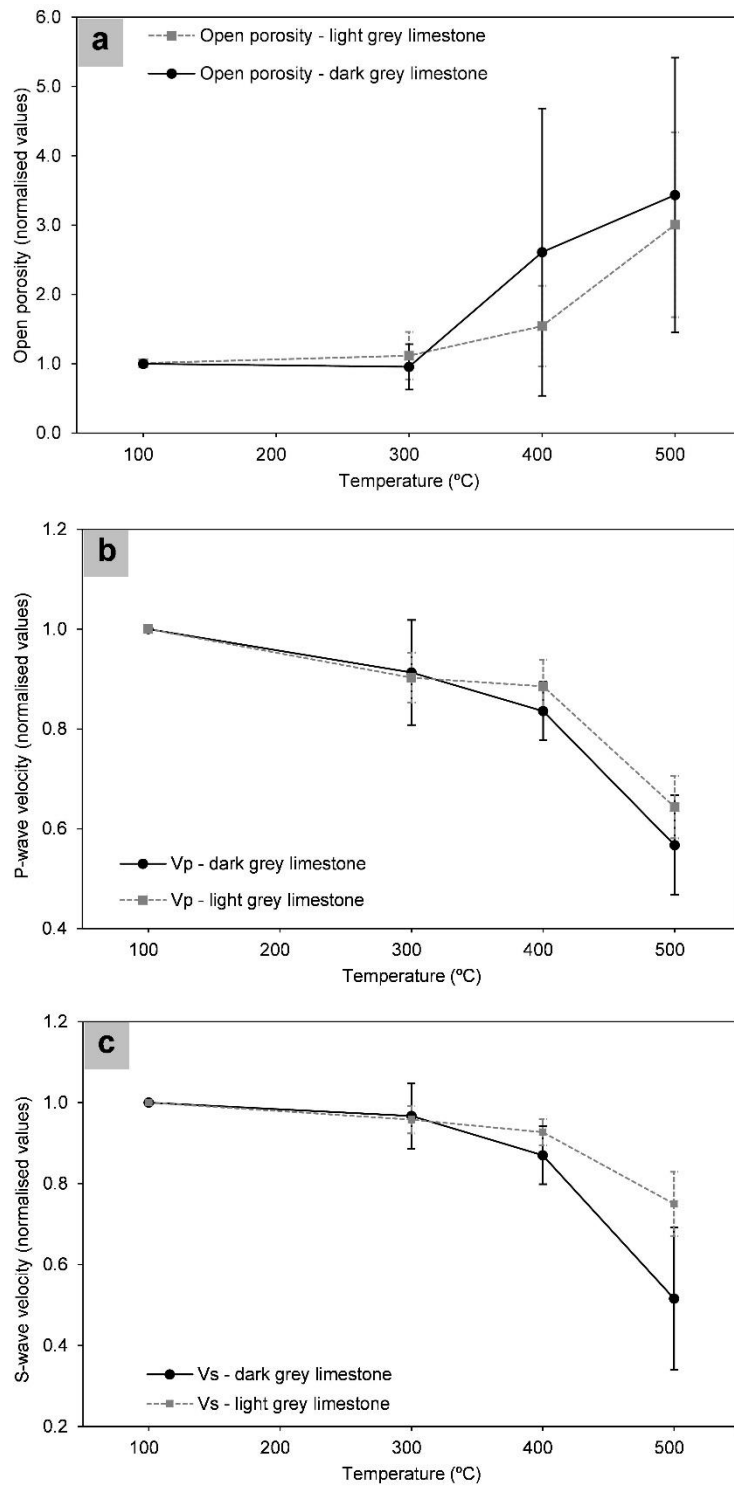 a
Open porosity - light grey limestone
Open porosity - dark grey limestone
6.0
5.0
4.0
3.0
2.0
1.0
0.0
Open porosity (normalised values)
100 200 300 400 500
Temperature (ºC)
b
1.2
1.0
0.8
0.6
0.4
P-wave velocity (normalised values)
Vp - dark grey limestone
Vp - light grey limestone
100 200 300 400 500
Temperature (ºC)
c
1.2
1.0
0.8
0.6
0.4
0.2
S-wave velocity (normalised values)
Vs - dark grey limestone
Vs - light grey limestone
100 200 300 400 500
Temperature (ºC)